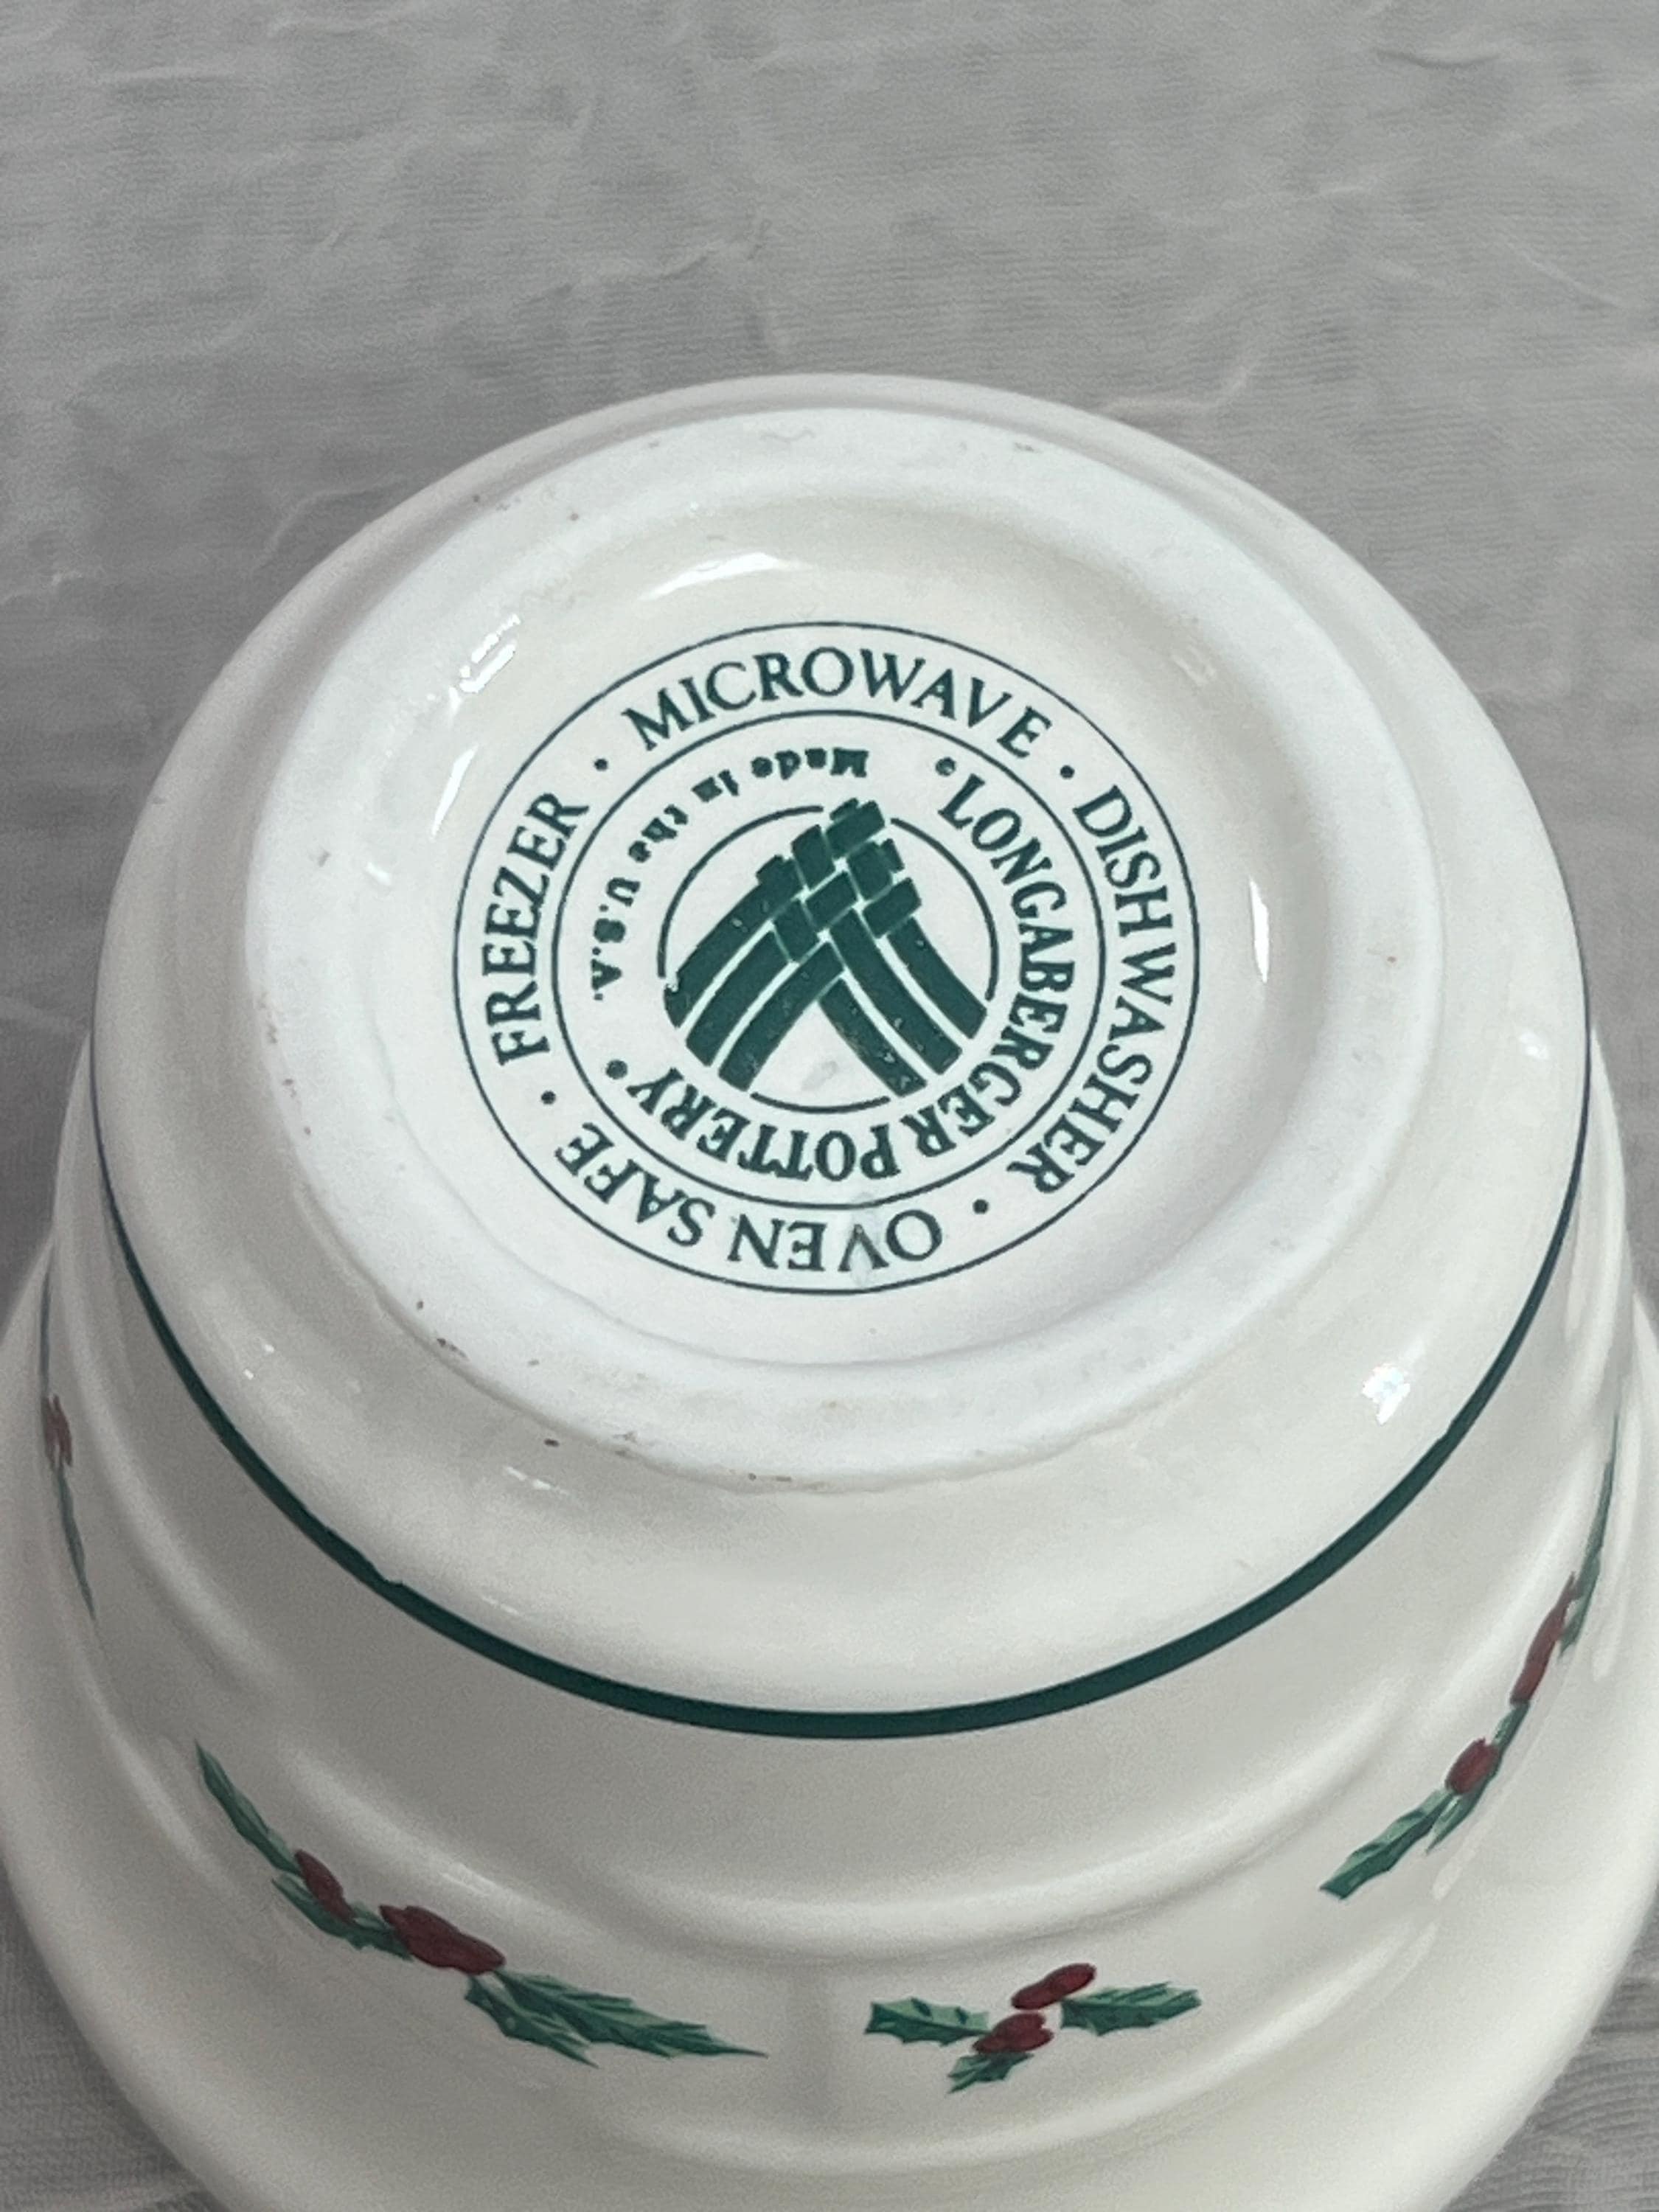 MICROWAVE • DISHWASHER • OVEN SAFE • FREEZER •
• LONGABERGER POTTERY •
Made in the U.S.A.